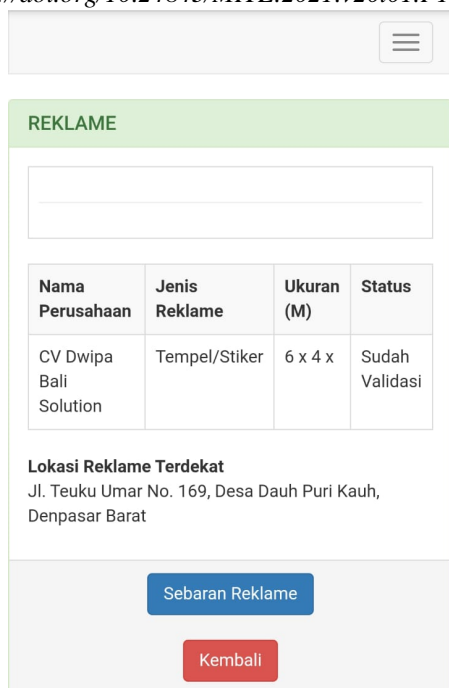 REKLAME
Nama Jenis Ukuran Status
Perusahaan Reklame (M)
CV Dwipa Tempel/Stiker 6 x 4 x Sudah
Bali Validasi
Solution
Lokasi Reklame Terdekat
Jl. Teuku Umar No. 169, Desa Dauh Puri Kauh,
Denpasar Barat
Sebaran Reklame
Kembali